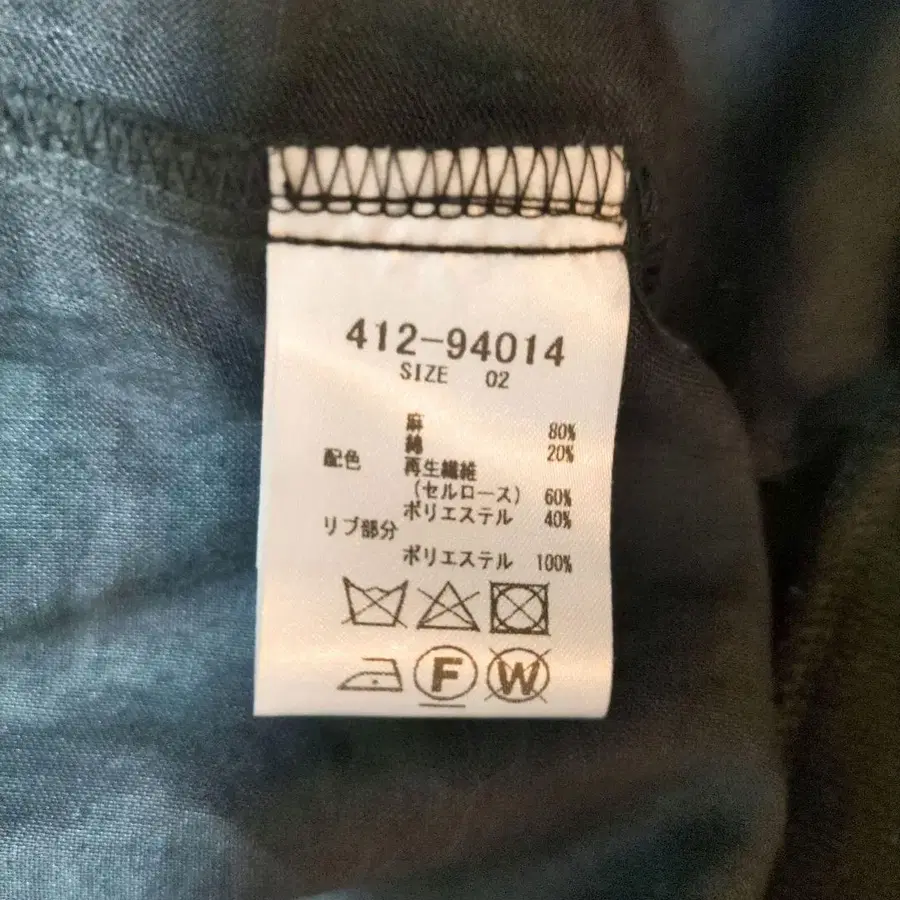 412-94014
SIZE 02
麻 80%
綿 20%
配色 再生繊維
(セルロース) 60%
ポリエステル 40%
リブ部分
ポリエステル 100%
F W